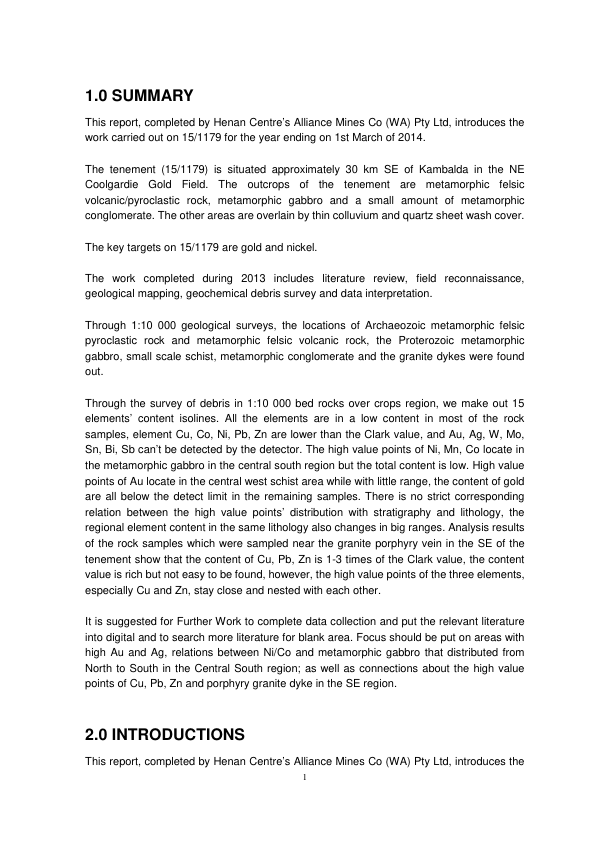 1.0 SUMMARY
This report, completed by Henan Centre's Alliance Mines Co (WA) Pty Ltd, introduces the
work carried out on 15/1179 for the year ending on 1st March of 2014.
The tenement (15/1179) is situated approximately 30 km SE of Kambalda in the NE
Coolgardie Gold Field. The outcrops of the tenement are metamorphic felsic
volcanic/pyroclastic rock, metamorphic gabbro and a small amount of metamorphic
conglomerate. The other areas are overlain by thin colluvium and quartz sheet wash cover.
The key targets on 15/1179 are gold and nickel.
The work completed during 2013 includes literature review, field reconnaissance,
geological mapping, geochemical debris survey and data interpretation.
Through 1:10 000 geological surveys, the locations of Archaeozoic metamorphic felsic
pyroclastic rock and metamorphic felsic volcanic rock, the Proterozoic metamorphic
gabbro, small scale schist, metamorphic conglomerate and the granite dykes were found
out.
Through the survey of debris in 1:10 000 bed rocks over crops region, we make out 15
elements' content isolines. All the elements are in a low content in most of the rock
samples, element Cu, Co, Ni, Pb, Zn are lower than the Clark value, and Au, Ag, W, Mo,
Sn, Bi, Sb can't be detected by the detector. The high value points of Ni, Mn, Co locate in
the metamorphic gabbro in the central south region but the total content is low. High value
points of Au locate in the central west schist area while with little range, the content of gold
are all below the detect limit in the remaining samples. There is no strict corresponding
relation between the high value points' distribution with stratigraphy and lithology, the
regional element content in the same lithology also changes in big ranges. Analysis results
of the rock samples which were sampled near the granite porphyry vein in the SE of the
tenement show that the content of Cu, Pb, Zn is 1-3 times of the Clark value, the content
value is rich but not easy to be found, however, the high value points of the three elements,
especially Cu and Zn, stay close and nested with each other.
It is suggested for Further Work to complete data collection and put the relevant literature
into digital and to search more literature for blank area. Focus should be put on areas with
high Au and Ag, relations between Ni/Co and metamorphic gabbro that distributed from
North to South in the Central South region; as well as connections about the high value
points of Cu, Pb, Zn and porphyry granite dyke in the SE region.
2.0 INTRODUCTIONS
This report, completed by Henan Centre's Alliance Mines Co (WA) Pty Ltd, introduces the
1